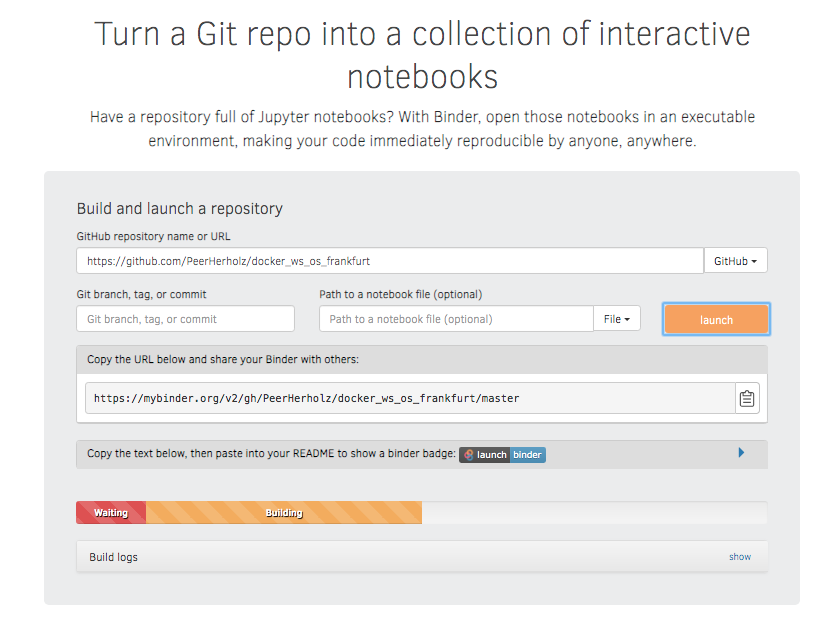 Turn a Git repo into a collection of interactive
notebooks
Have a repository full of Jupyter notebooks? With Binder, open those notebooks in an executable
environment, making your code immediately reproducible by anyone, anywhere.
Build and launch a repository
GitHub repository name or URL
https://github.com/PeerHerholz/docker_ws_os_frankfurt GitHub
Git branch, tag, or commit Path to a notebook file (optional)
Git branch, tag, or commit Path to a notebook file (optional) File launch
Copy the URL below and share your Binder with others:
https://mybinder.org/v2/gh/PeerHerholz/docker_ws_os_frankfurt/master
Copy the text below, then paste into your README to show a binder badge: launch binder
Waiting Building
Build logs show